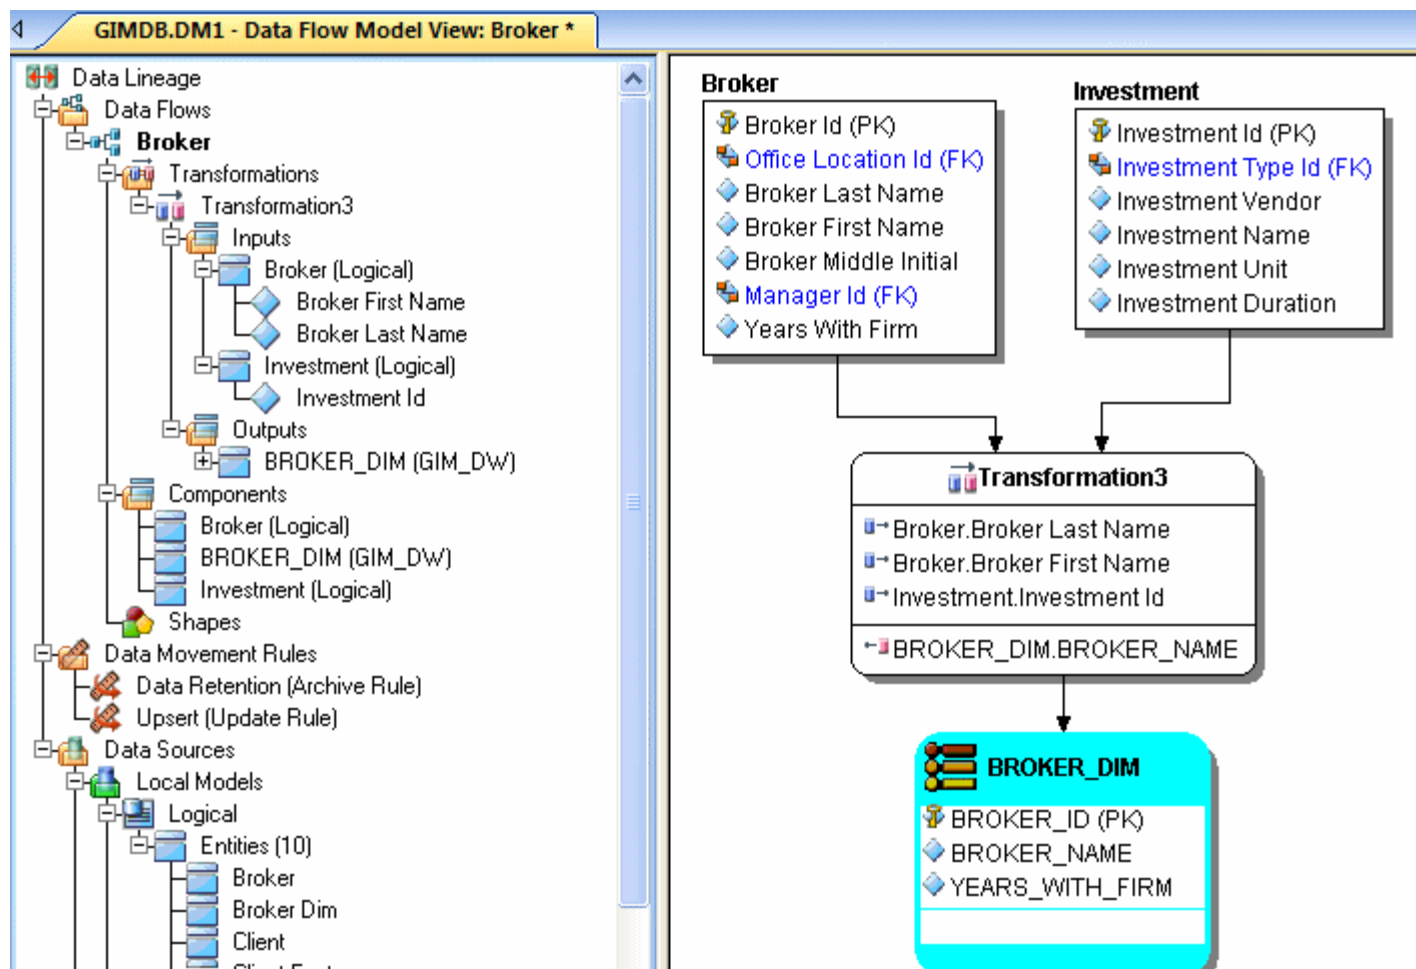 GIMDB.DM1 - Data Flow Model View: Broker *
Data Lineage
Data Flows
Broker
Transformations
Transformation3
Inputs
Broker (Logical)
Broker First Name
Broker Last Name
Investment (Logical)
Investment Id
Outputs
BROKER_DIM (GIM_DW)
Components
Broker (Logical)
BROKER_DIM (GIM_DW)
Investment (Logical)
Shapes
Data Movement Rules
Data Retention (Archive Rule)
Upsert (Update Rule)
Data Sources
Local Models
Logical
Entities (10)
Broker
Broker Dim
Client
Broker
Broker Id (PK)
Office Location Id (FK)
Broker Last Name
Broker First Name
Broker Middle Initial
Manager Id (FK)
Years With Firm
Investment
Investment Id (PK)
Investment Type Id (FK)
Investment Vendor
Investment Name
Investment Unit
Investment Duration
Transformation3
Broker.Broker Last Name
Broker.Broker First Name
Investment.Investment Id
BROKER_DIM.BROKER_NAME
BROKER_DIM
BROKER_ID (PK)
BROKER_NAME
YEARS_WITH_FIRM